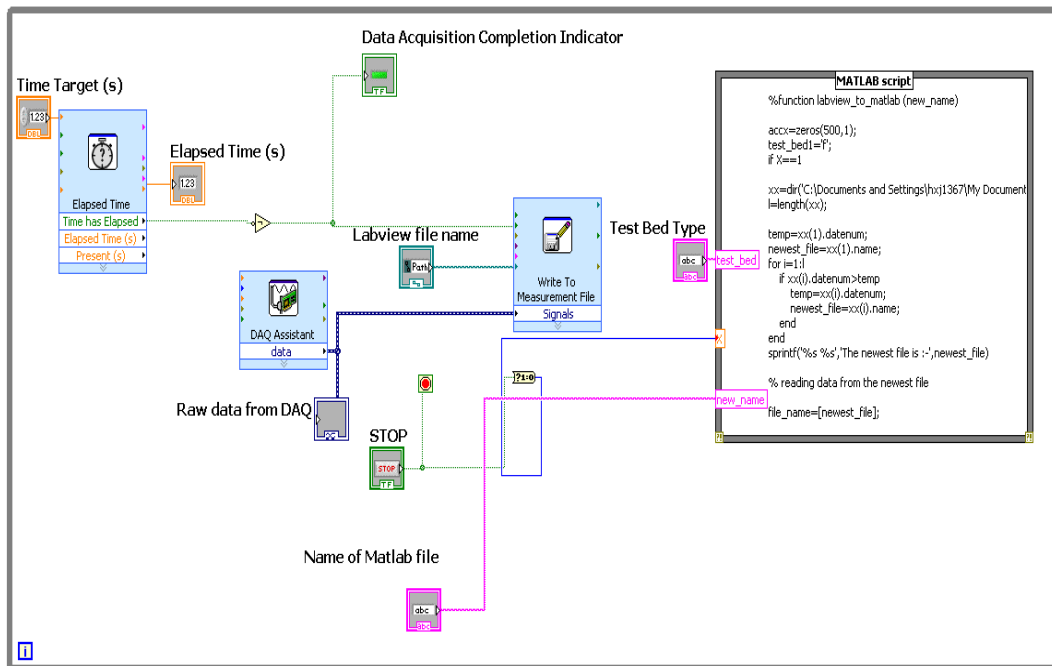 Data Acquisition Completion Indicator
TF
Time Target (s)
1.23
DBL
Elapsed Time (s)
1.23
DBL
Elapsed Time
Time has Elapsed
Elapsed Time (s)
Present (s)
Labview file name
Path
Write To
Measurement File
Signals
DAQ Assistant
data
Raw data from DAQ
STOP
STOP
TF
?1:0
Test Bed Type
abc
abc
Name of Matlab file
abc
abc
test_bed
X
new_name
MATLAB script
%function labview_to_matlab (new_name)
accx=zeros(500,1);
test_bed1='f';
if X==1
xx=dir('C:\Documents and Settings\hxj1367\My Document
l=length(xx);
temp=xx(1).datenum;
newest_file=xx(1).name;
for i=1:l
if xx(i).datenum>temp
temp=xx(i).datenum;
newest_file=xx(i).name;
end
end
sprintf('%s %s','The newest file is :-',newest_file)
% reading data from the newest file
file_name=[newest_file];
i